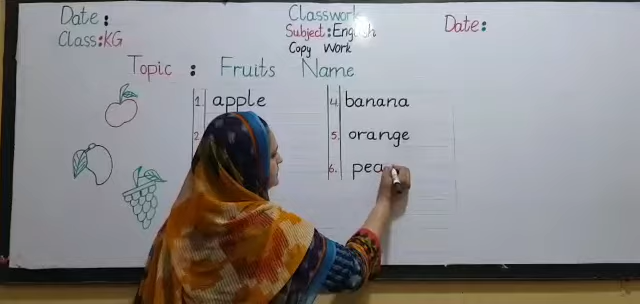 Date:
Classwork
Date:
Class:KG
Subject:English
Copy Work
Topic : Fruits Name
1. apple
4. banana
2
5. orange
6. pea